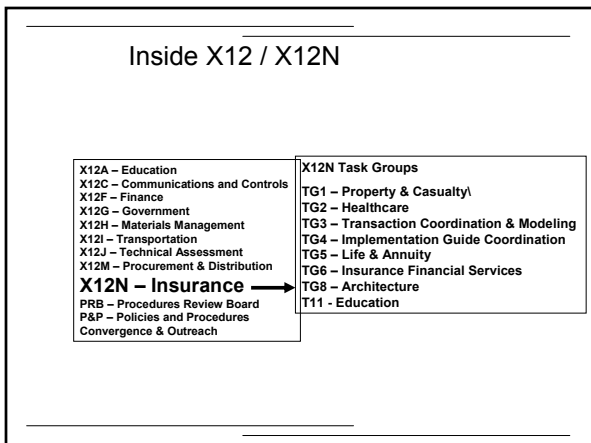 Inside X12 / X12N
X12A – Education
X12C – Communications and Controls
X12F – Finance
X12G – Government
X12H – Materials Management
X12I – Transportation
X12J – Technical Assessment
X12M – Procurement & Distribution
X12N – Insurance
PRB – Procedures Review Board
P&P – Policies and Procedures
Convergence & Outreach
X12N Task Groups
TG1 – Property & Casualty\
TG2 – Healthcare
TG3 – Transaction Coordination & Modeling
TG4 – Implementation Guide Coordination
TG5 – Life & Annuity
TG6 – Insurance Financial Services
TG8 – Architecture
T11 - Education